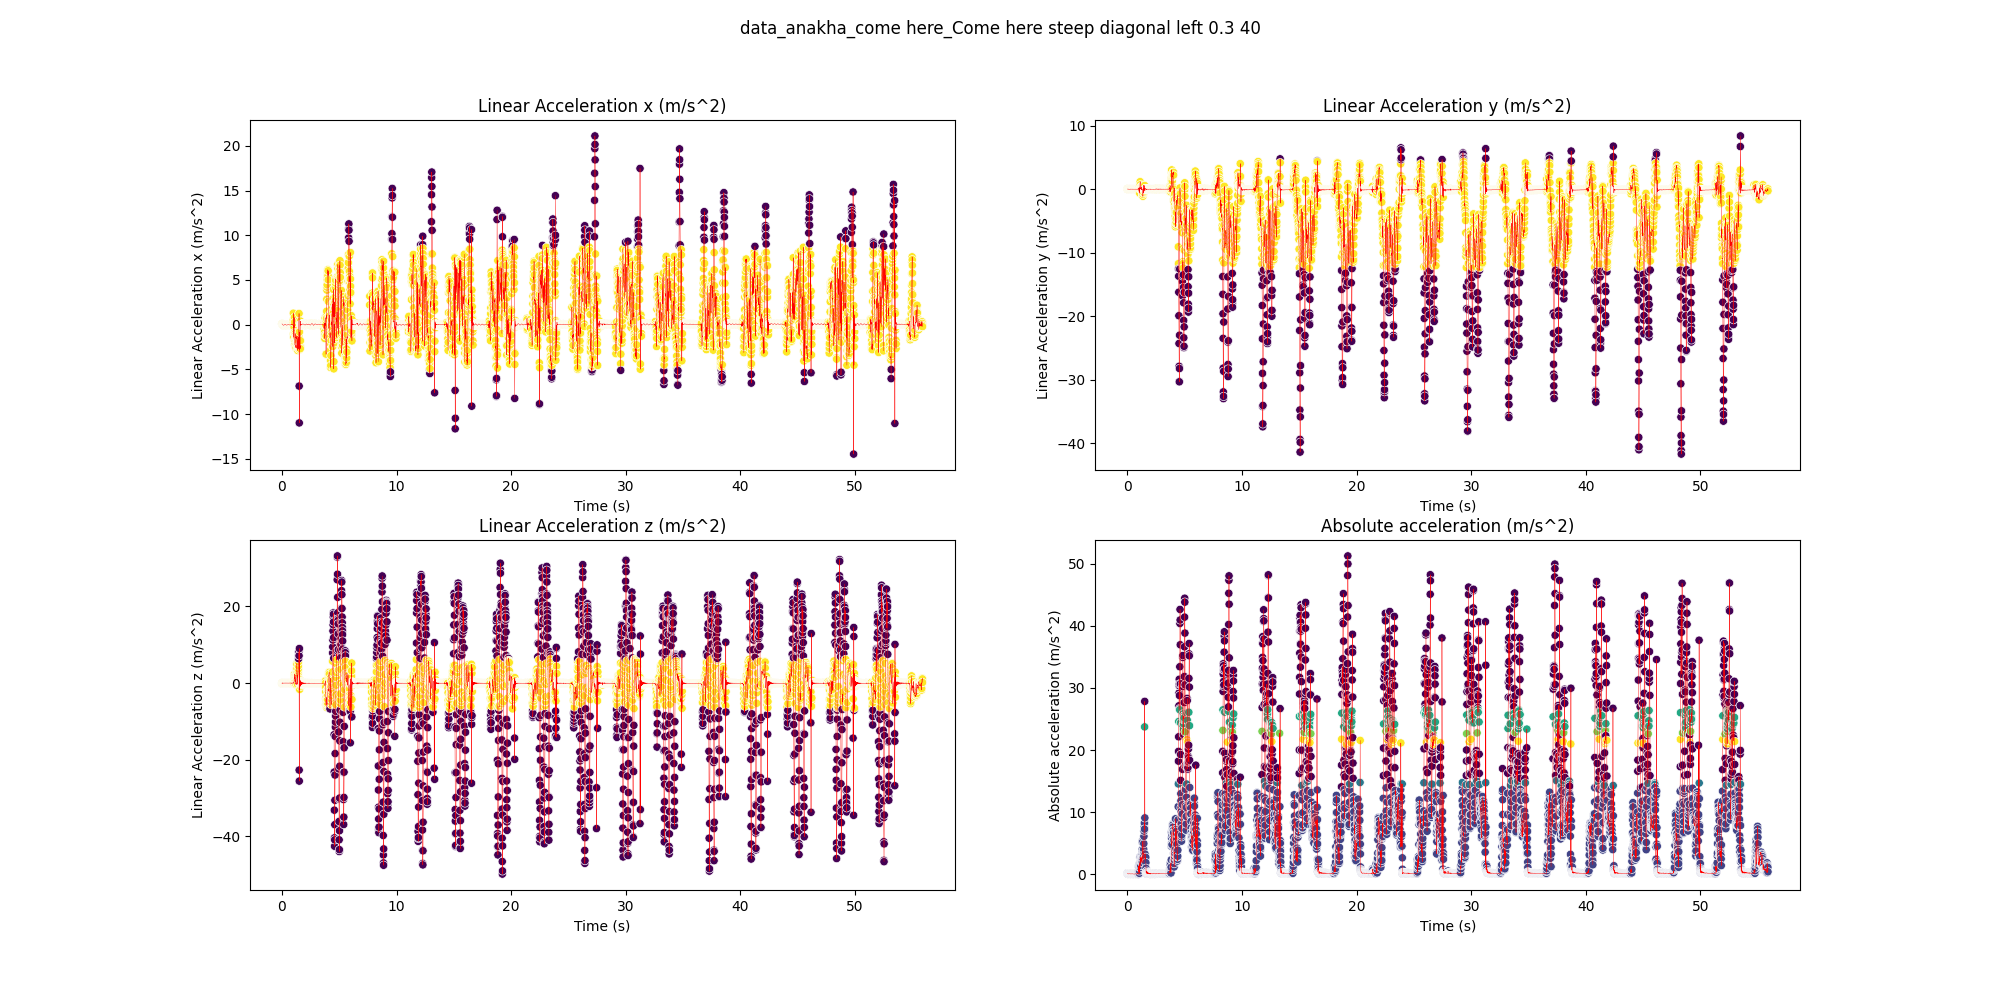 data_anakha_come here_Come here steep diagonal left 0.3 40
Linear Acceleration x (m/s^2)
Linear Acceleration x (m/s^2)
20
15
10
5
0
−5
−10
−15
0 10 20 30 40 50
Time (s)
Linear Acceleration y (m/s^2)
Linear Acceleration y (m/s^2)
10
0
−10
−20
−30
−40
0 10 20 30 40 50
Time (s)
Linear Acceleration z (m/s^2)
Linear Acceleration z (m/s^2)
20
0
−20
−40
0 10 20 30 40 50
Time (s)
Absolute acceleration (m/s^2)
Absolute acceleration (m/s^2)
50
40
30
20
10
0
0 10 20 30 40 50
Time (s)